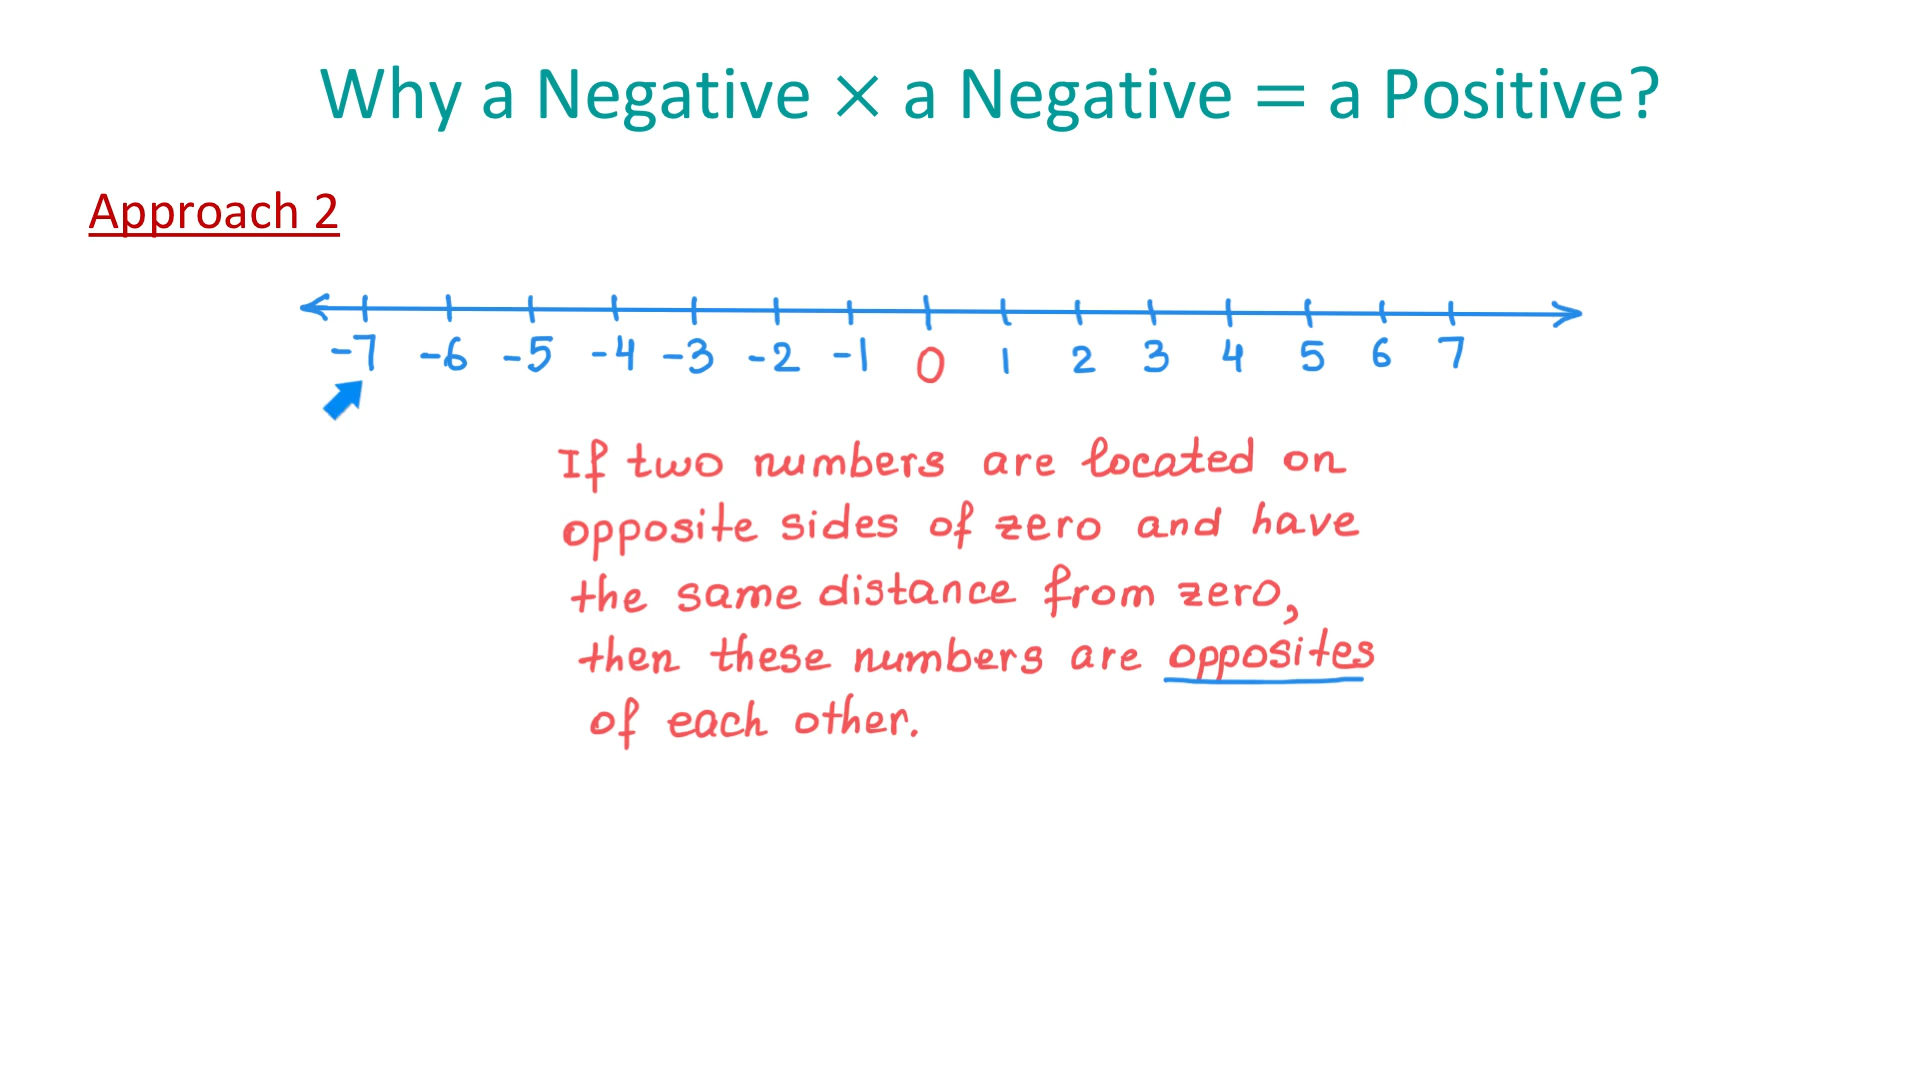 Why a Negative × a Negative = a Positive?
Approach 2
-7 -6 -5 -4 -3 -2 -1 0 1 2 3 4 5 6 7
If two numbers are located on
opposite sides of zero and have
the same distance from zero,
then these numbers are opposites
of each other.